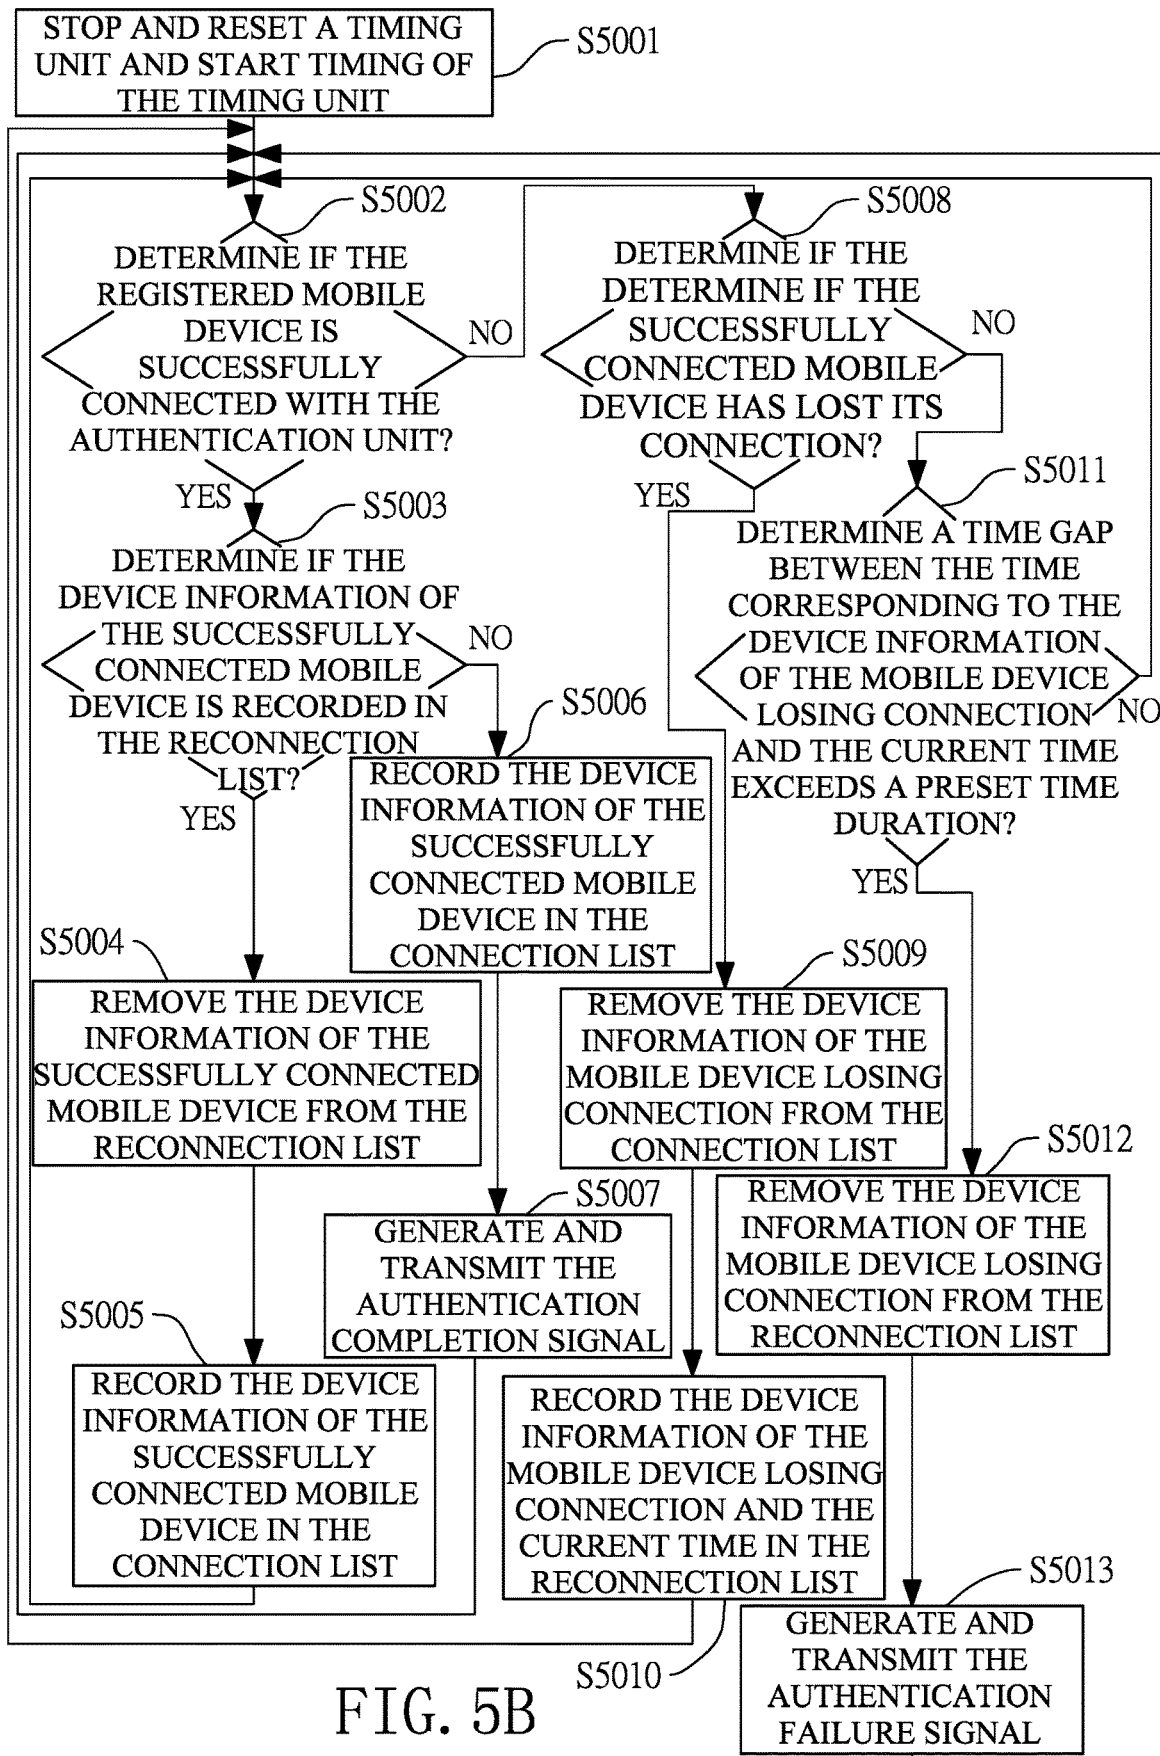 STOP AND RESET A TIMING
UNIT AND START TIMING OF
THE TIMING UNIT
S5001
S5002
DETERMINE IF THE
REGISTERED MOBILE
DEVICE IS
SUCCESSFULLY
CONNECTED WITH THE
AUTHENTICATION UNIT?
NO
YES
S5003
DETERMINE IF THE
DEVICE INFORMATION OF
THE SUCCESSFULLY
CONNECTED MOBILE
DEVICE IS RECORDED IN
THE RECONNECTION
LIST?
NO
YES
S5004
REMOVE THE DEVICE
INFORMATION OF THE
SUCCESSFULLY CONNECTED
MOBILE DEVICE FROM THE
RECONNECTION LIST
S5005
RECORD THE DEVICE
INFORMATION OF THE
SUCCESSFULLY
CONNECTED MOBILE
DEVICE IN THE
CONNECTION LIST
S5006
RECORD THE DEVICE
INFORMATION OF THE
SUCCESSFULLY
CONNECTED MOBILE
DEVICE IN THE
CONNECTION LIST
S5007
GENERATE AND
TRANSMIT THE
AUTHENTICATION
COMPLETION SIGNAL
S5008
DETERMINE IF THE
DETERMINE IF THE
SUCCESSFULLY
CONNECTED MOBILE
DEVICE HAS LOST ITS
CONNECTION?
NO
YES
S5009
REMOVE THE DEVICE
INFORMATION OF THE
MOBILE DEVICE LOSING
CONNECTION FROM THE
CONNECTION LIST
RECORD THE DEVICE
INFORMATION OF THE
MOBILE DEVICE LOSING
CONNECTION AND THE
CURRENT TIME IN THE
RECONNECTION LIST
S5010
S5011
DETERMINE A TIME GAP
BETWEEN THE TIME
CORRESPONDING TO THE
DEVICE INFORMATION
OF THE MOBILE DEVICE
LOSING CONNECTION
AND THE CURRENT TIME
EXCEEDS A PRESET TIME
DURATION?
NO
YES
S5012
REMOVE THE DEVICE
INFORMATION OF THE
MOBILE DEVICE LOSING
CONNECTION FROM THE
RECONNECTION LIST
S5013
GENERATE AND
TRANSMIT THE
AUTHENTICATION
FAILURE SIGNAL
FIG. 5B